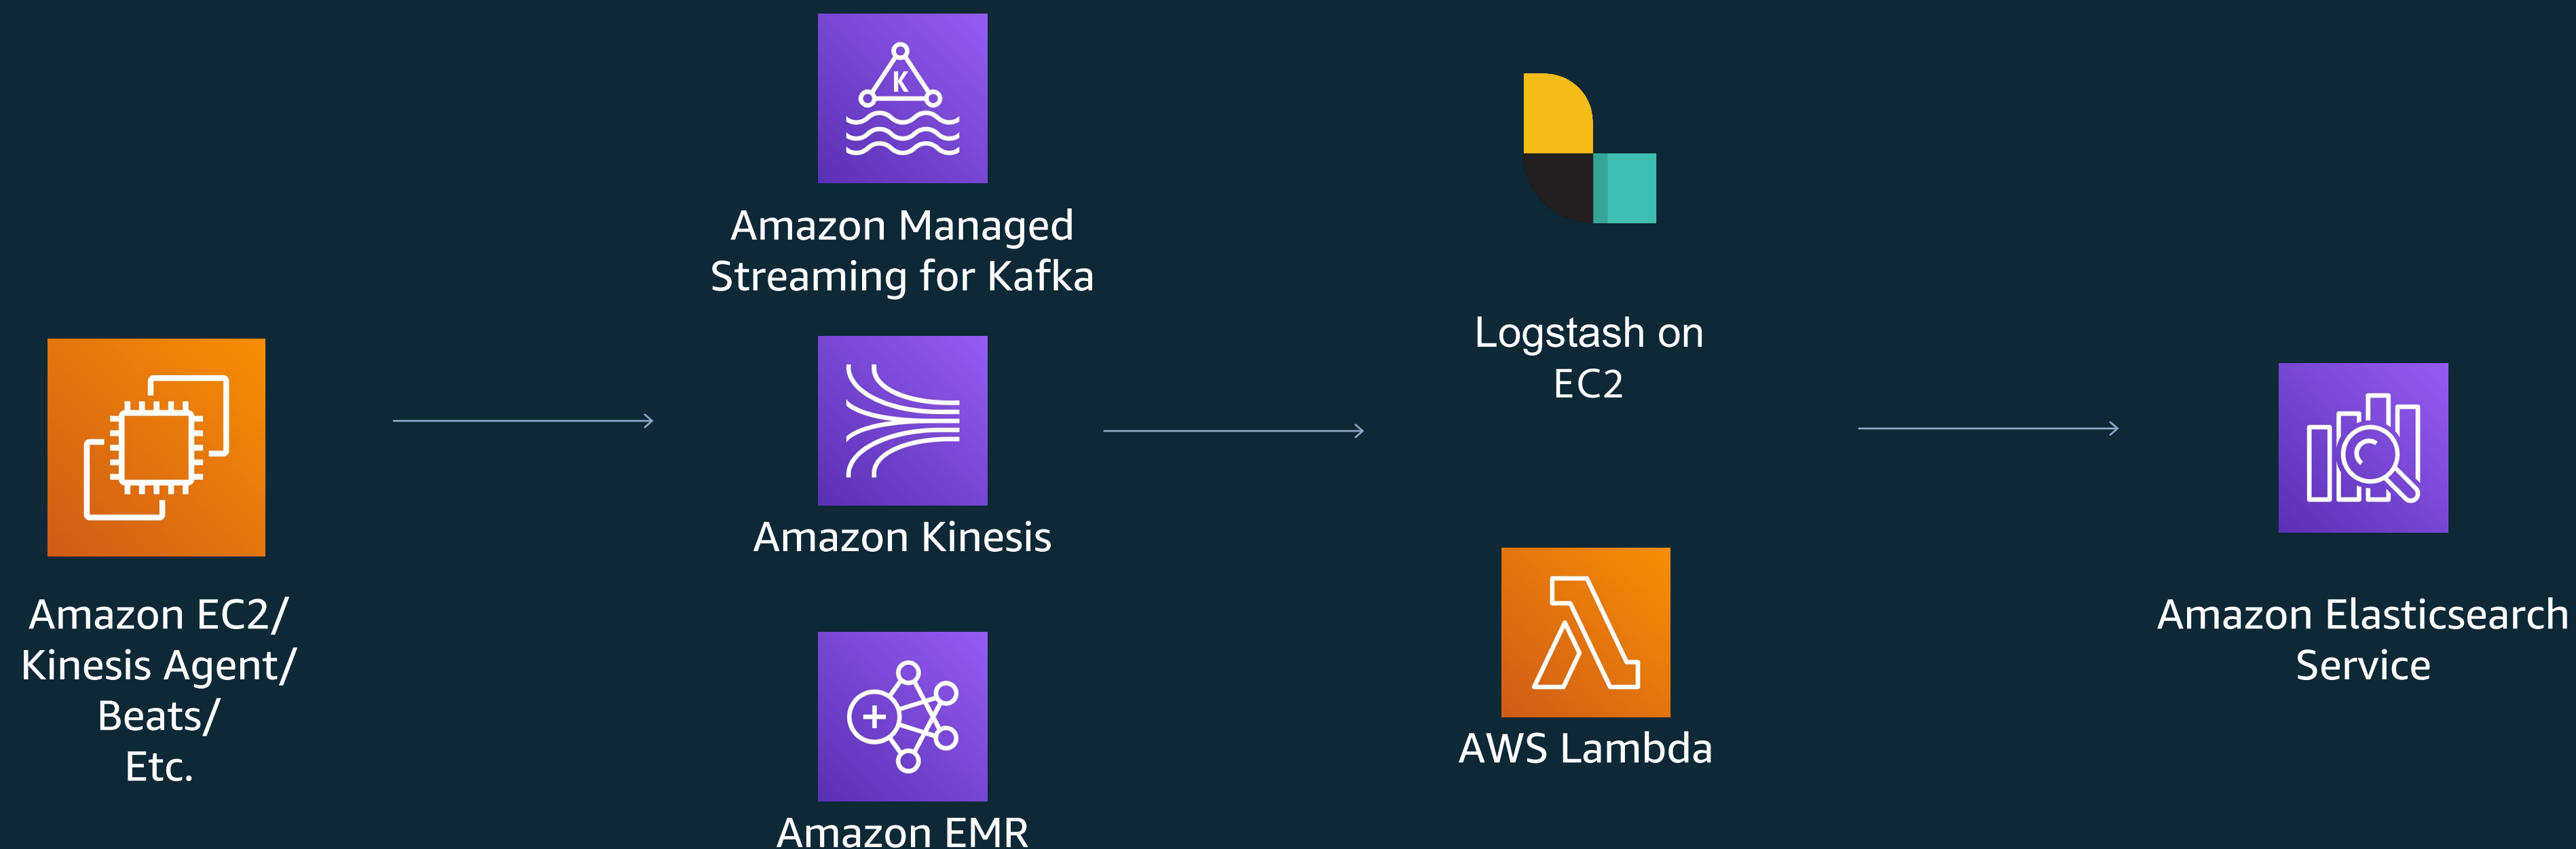 K
Amazon Managed
Streaming for Kafka
Logstash on
EC2
Amazon Kinesis
Amazon EC2/
Kinesis Agent/
Beats/
Etc.
Amazon Elasticsearch
Service
AWS Lambda
Amazon EMR